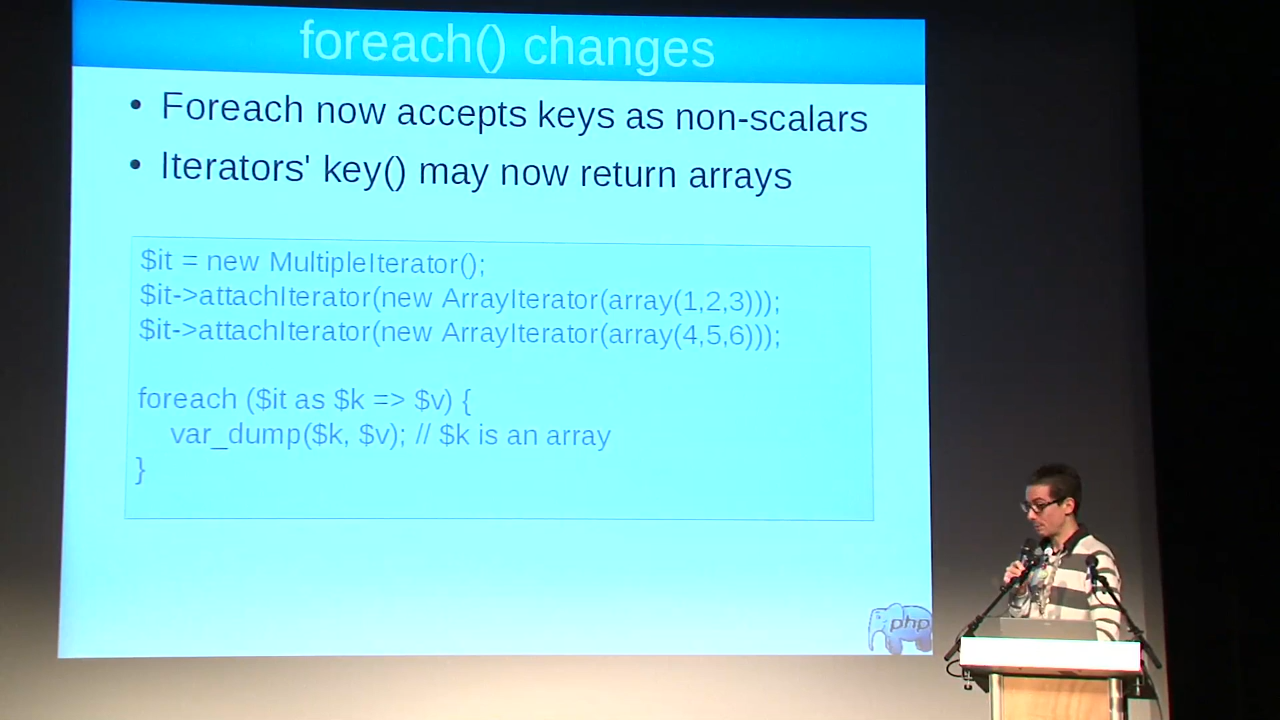 foreach() changes
• Foreach now accepts keys as non-scalars
• Iterators' key() may now return arrays
$it = new MultipleIterator();
$it->attachIterator(new ArrayIterator(array(1,2,3)));
$it->attachIterator(new ArrayIterator(array(4,5,6)));
foreach ($it as $k => $v) {
var_dump($k, $v); // $k is an array
}
php